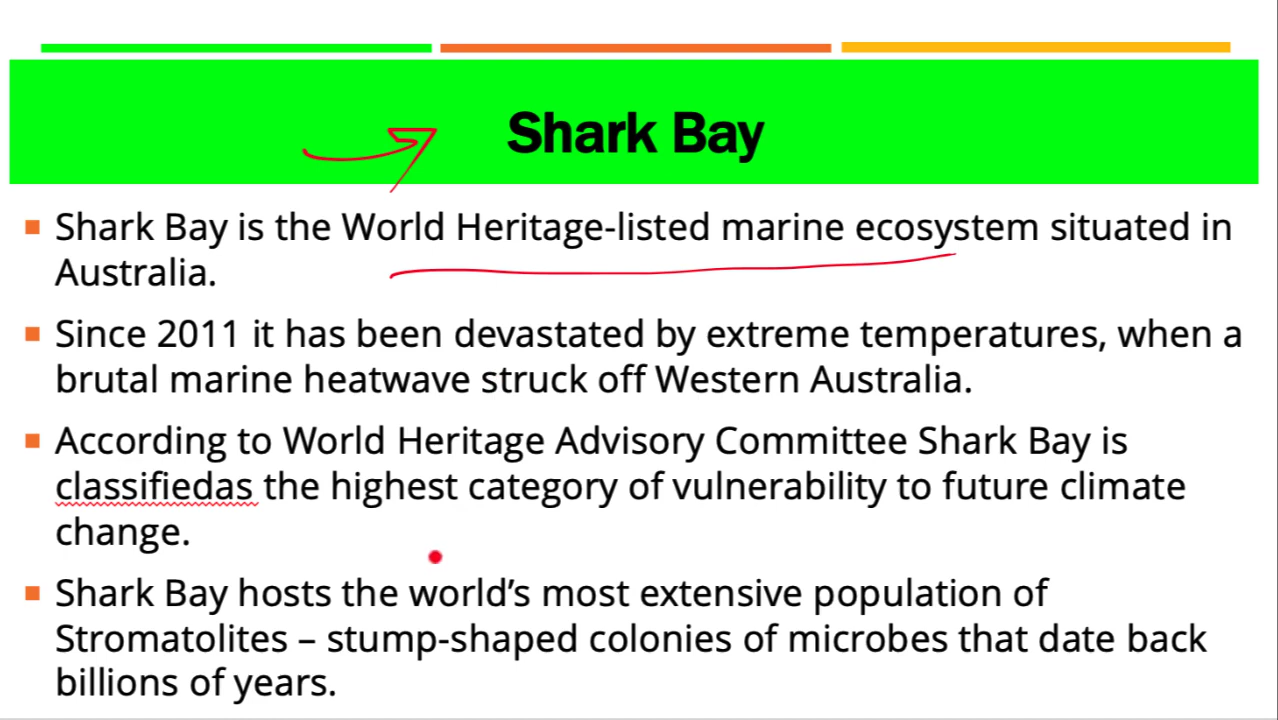 Shark Bay
Shark Bay is the World Heritage-listed marine ecosystem situated in
Australia.
Since 2011 it has been devastated by extreme temperatures, when a
brutal marine heatwave struck off Western Australia.
According to World Heritage Advisory Committee Shark Bay is
classifiedas the highest category of vulnerability to future climate
change.
Shark Bay hosts the world’s most extensive population of
Stromatolites – stump-shaped colonies of microbes that date back
billions of years.